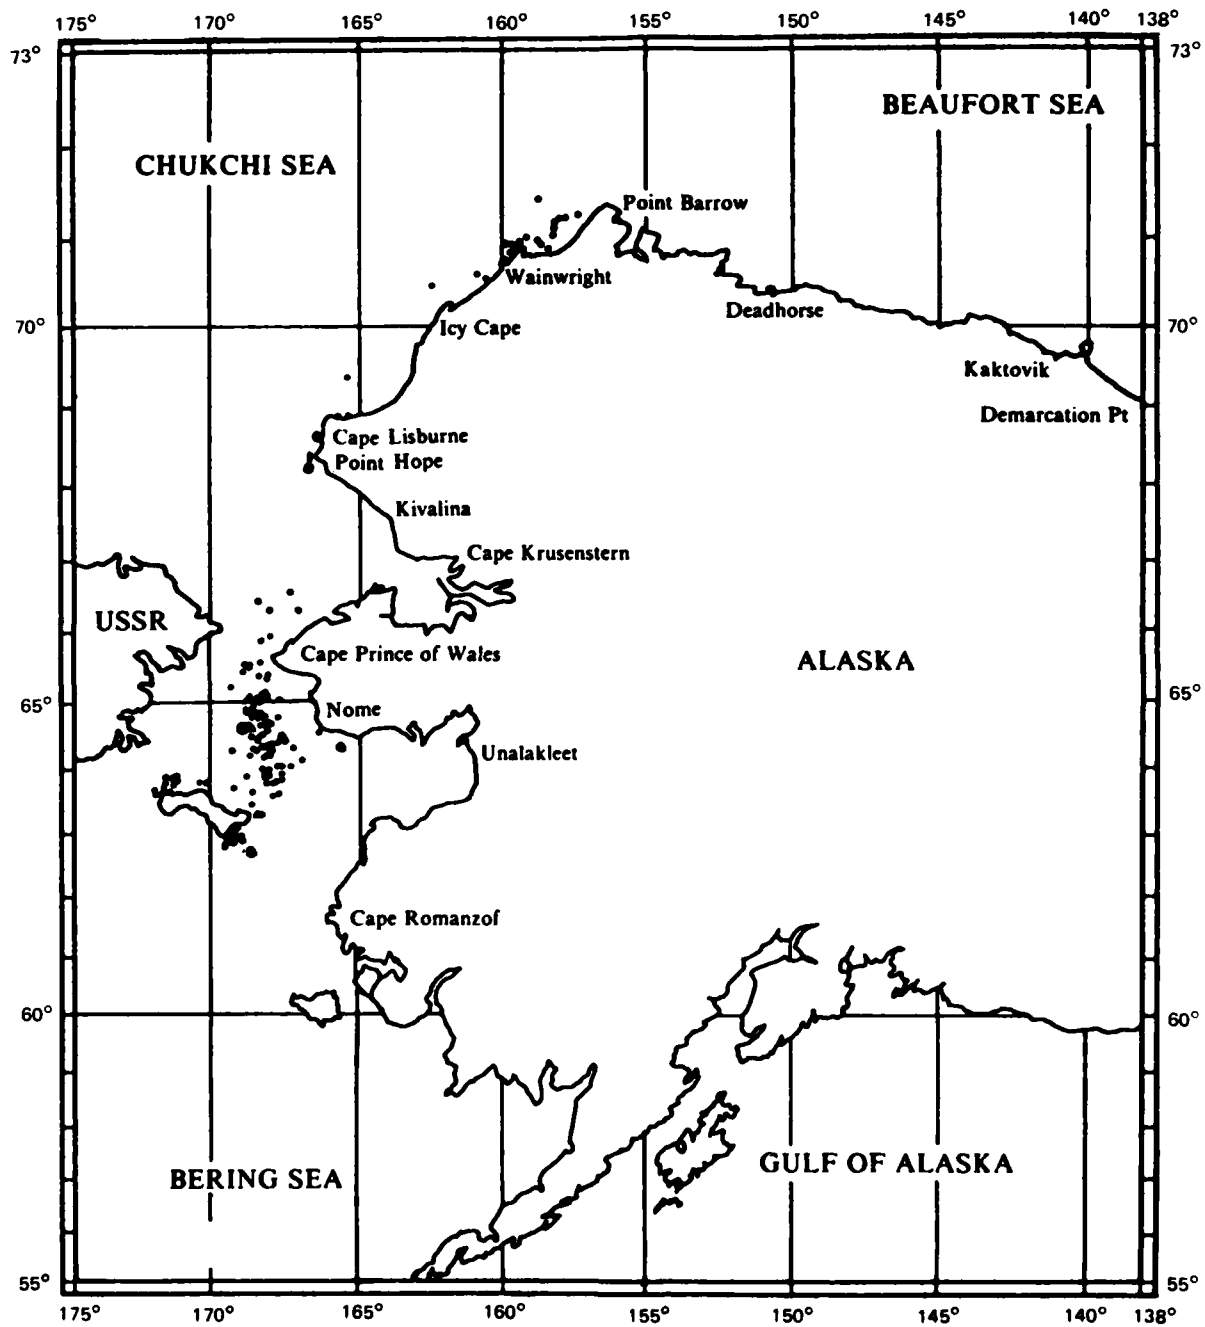 175° 170° 165° 160° 155° 150° 145° 140° 138°
73° 73°
BEAUFORT SEA
CHUKCHI SEA
Point Barrow
Wainwright
Deadhorse
70° Icy Cape 70°
Kaktovik
Demarcation Pt
Cape Lisburne
Point Hope
Kivalina
Cape Krusenstern
USSR
Cape Prince of Wales
ALASKA
65° 65°
Nome
Unalakleet
Cape Romanzof
60° 60°
GULF OF ALASKA
BERING SEA
55° 55°
175° 170° 165° 160° 155° 150° 145° 140° 138°